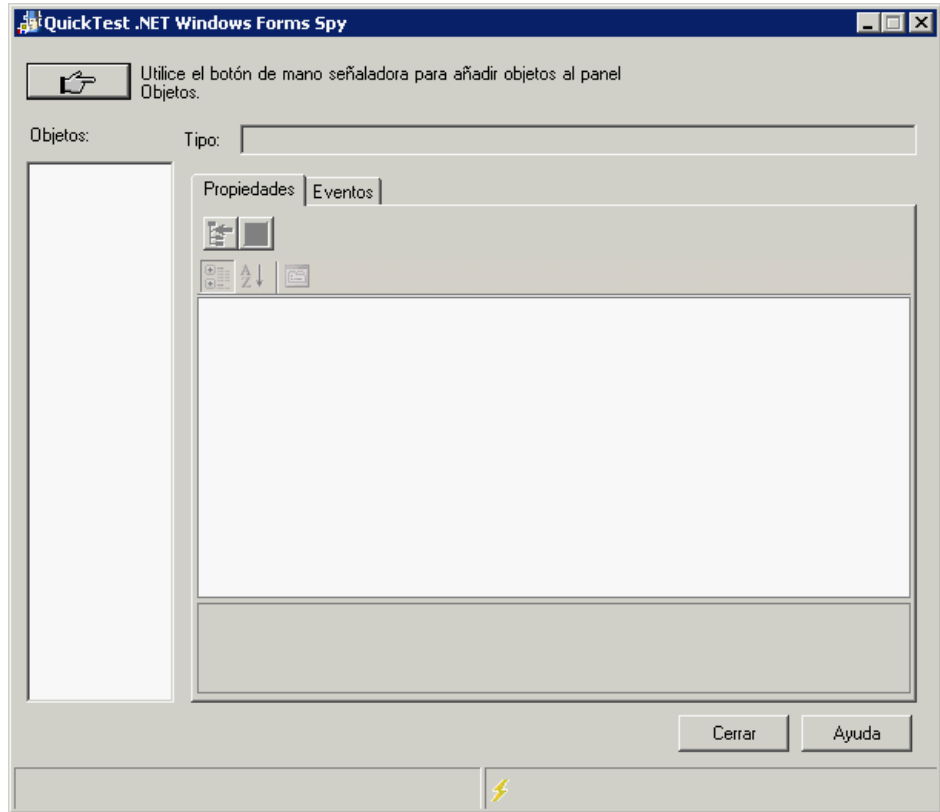 QuickTest .NET Windows Forms Spy
Utilice el botón de mano señaladora para añadir objetos al panel
Objetos.
Objetos:
Tipo:
Propiedades
Eventos
Cerrar
Ayuda